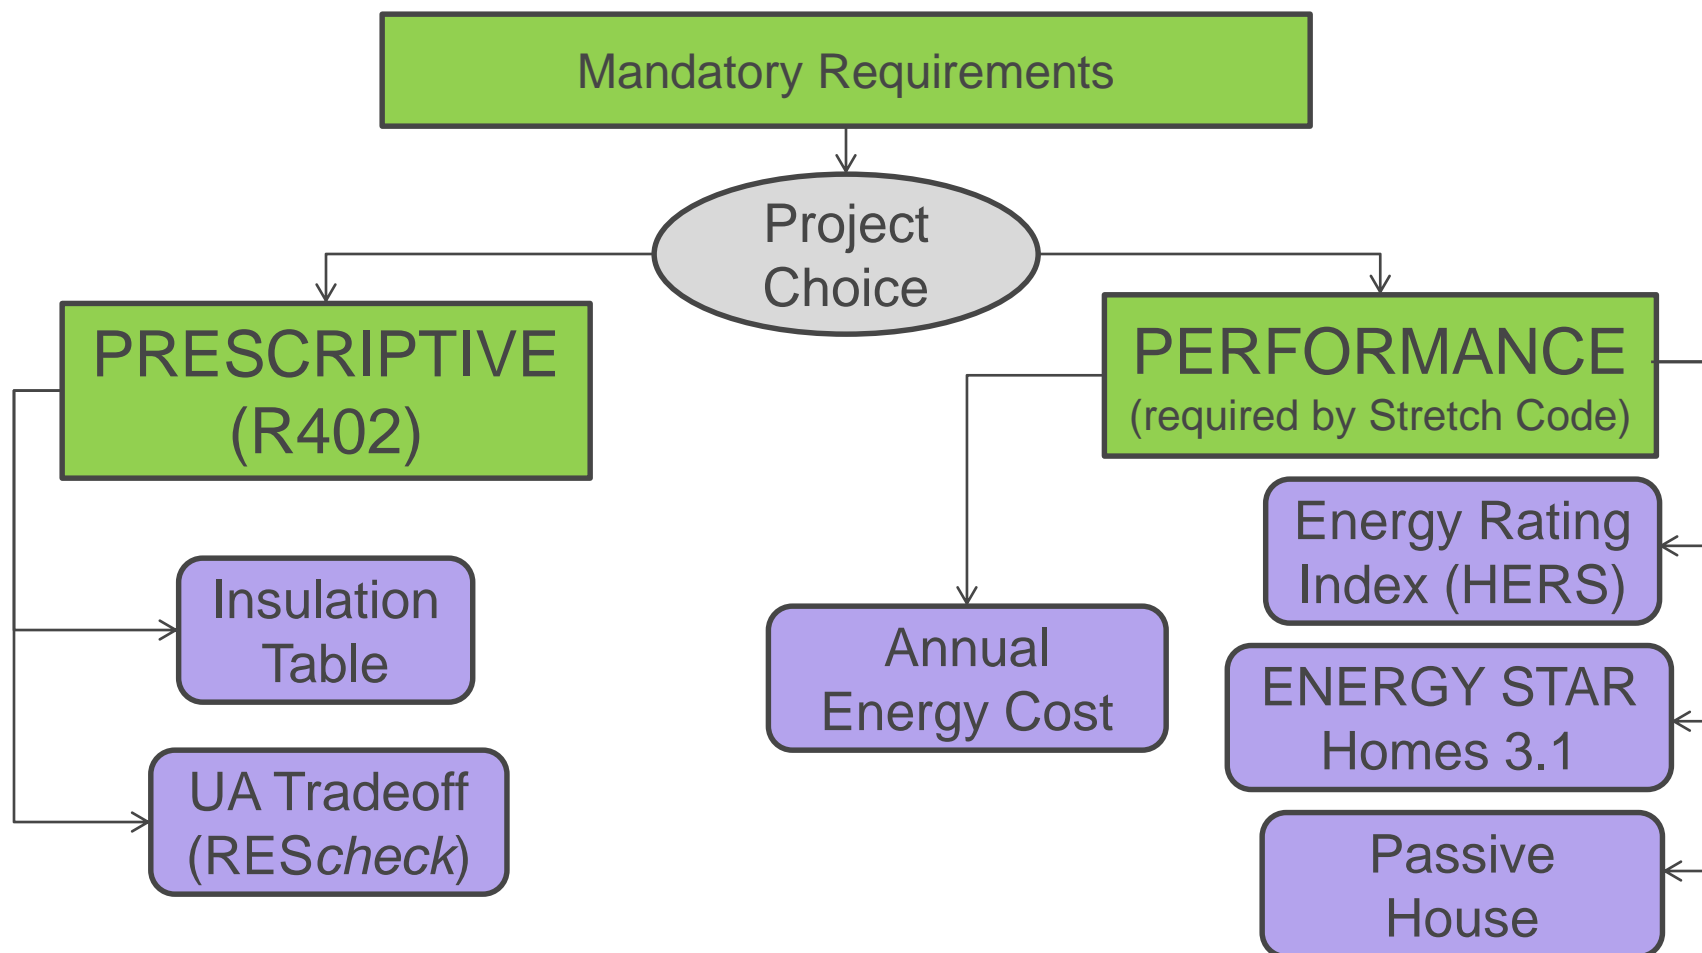 Mandatory Requirements
Project
Choice
PRESCRIPTIVE
(R402)
PERFORMANCE
(required by Stretch Code)
Insulation
Table
UA Tradeoff
(REScheck)
Annual
Energy Cost
Energy Rating
Index (HERS)
ENERGY STAR
Homes 3.1
Passive
House